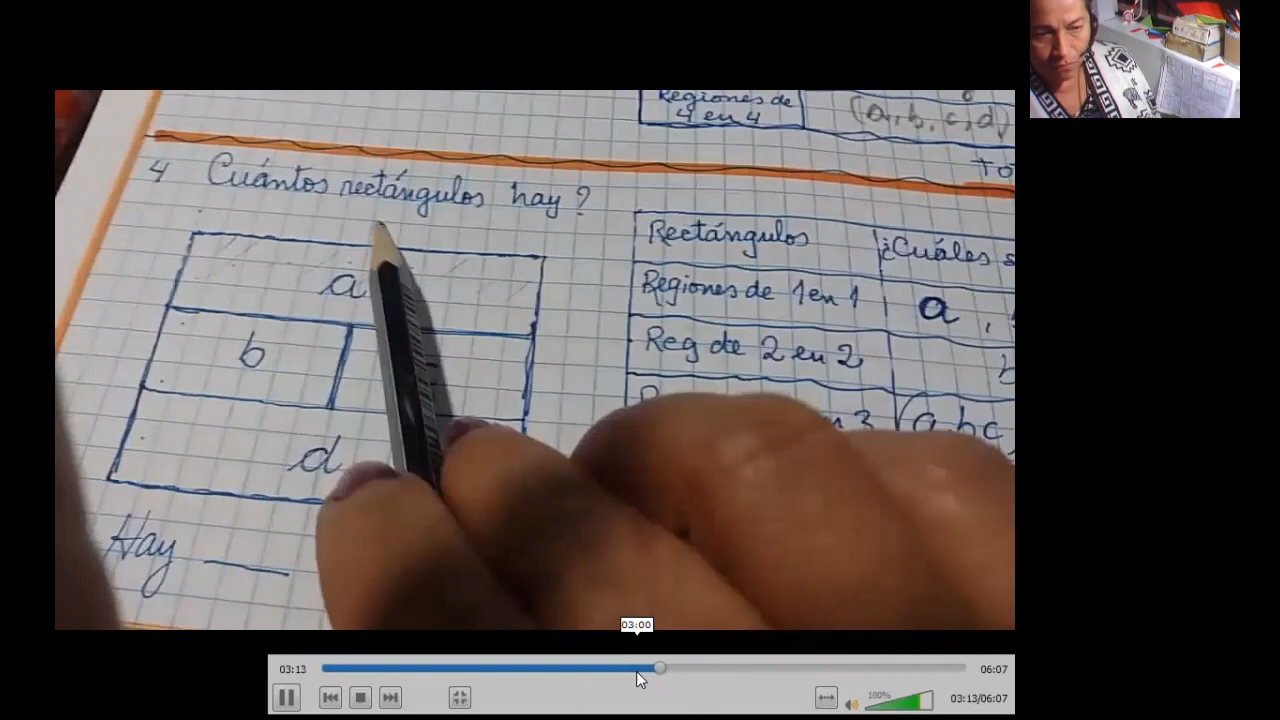 Regiones de
4 en 4
(a, b, c, d)
4 Cuántos rectángulos hay?
a
b
d
Hay
Rectángulos
¿Cuáles s
Regiones de 1 en 1
a,
Reg de 2 en 2
b
(a b c
03:00
03:13
06:07
100%
03:13/06:07